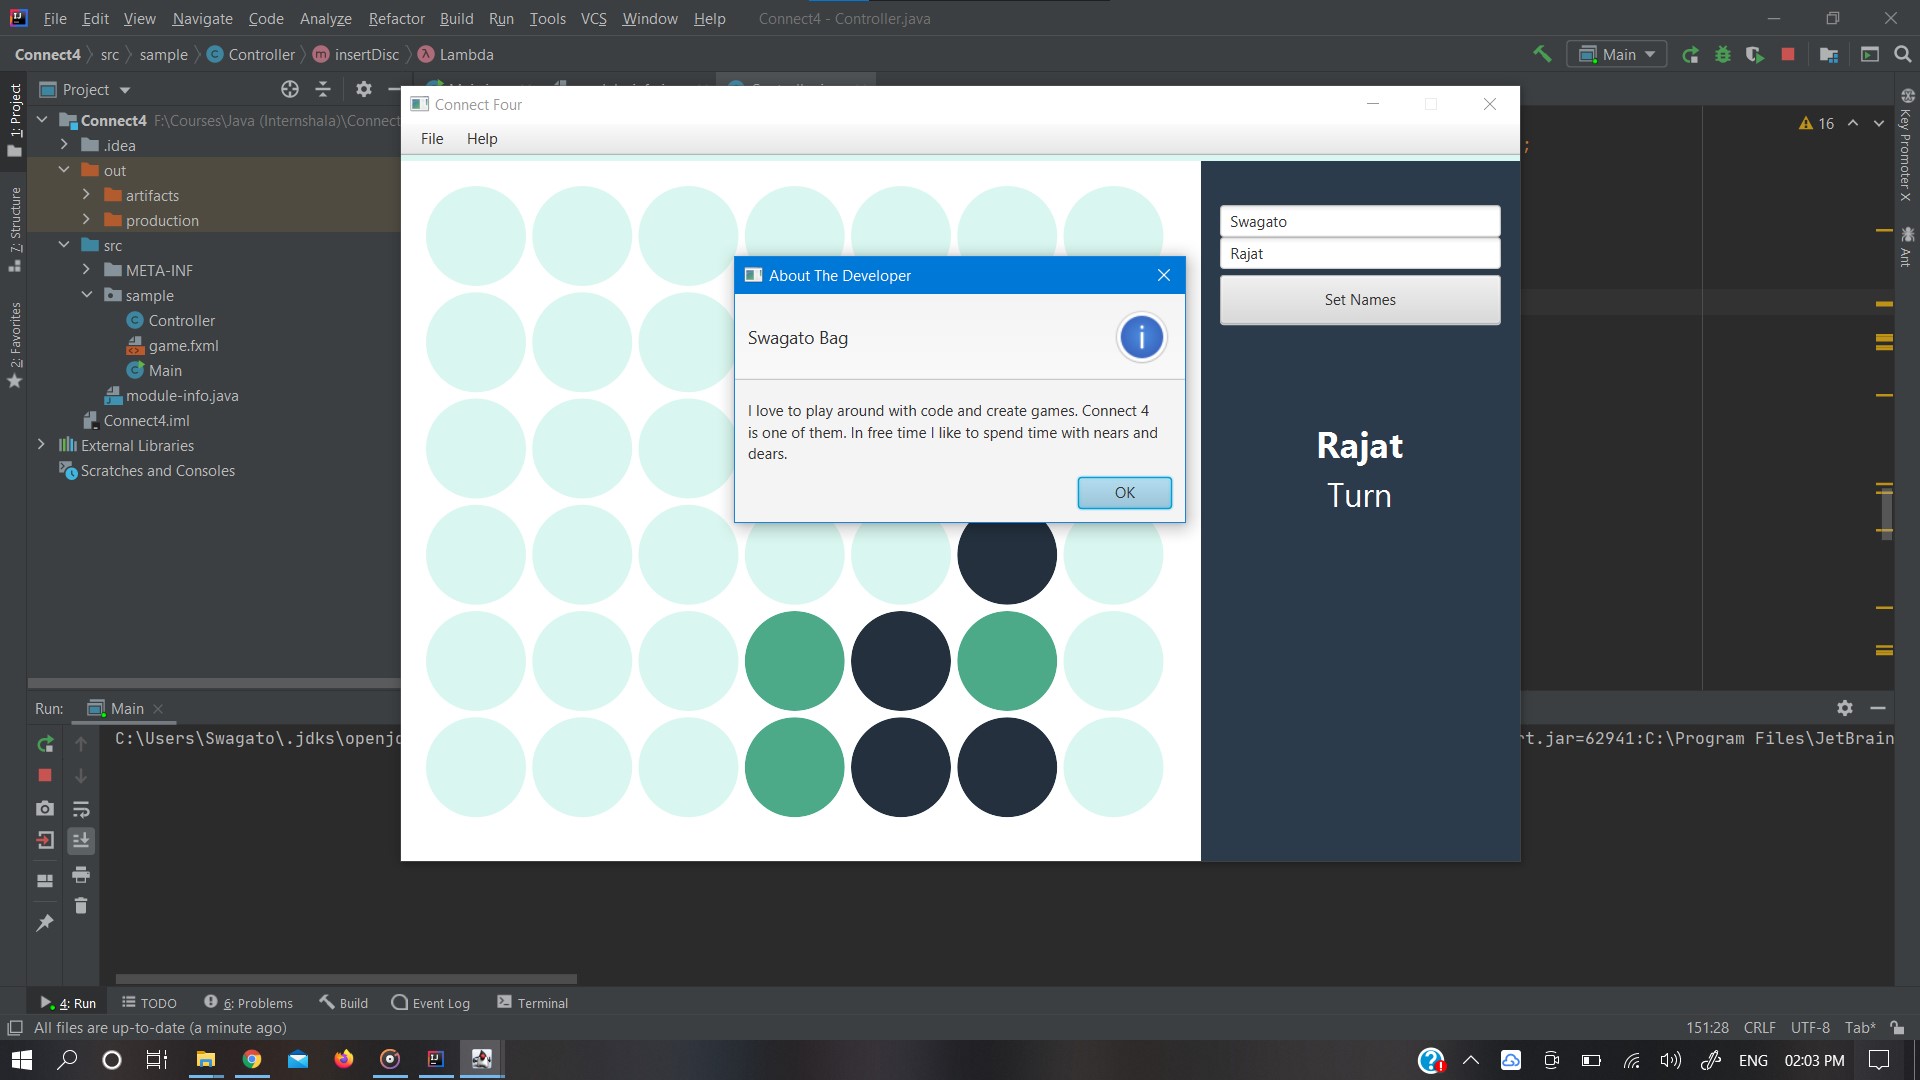 File Edit View Navigate Code Analyze Refactor Build Run Tools VCS Window Help Connect4 - Controller.java
Connect4 src sample Controller insertDisc Lambda Main
Project
Connect Four
File Help
1: Project
7: Structure
2: Favorites
Key Promoter X
Ant
16
Connect4 F:\Courses\Java (Internshala)\Connect
.idea
out
artifacts
production
src
META-INF
sample
Controller
game.fxml
Main
module-info.java
Connect4.iml
External Libraries
Scratches and Consoles
About The Developer
Swagato Bag
I love to play around with code and create games. Connect 4
is one of them. In free time I like to spend time with nears and
dears.
OK
Swagato
Rajat
Set Names
Rajat
Turn
Run: Main
C:\Users\Swagato\.jdks\openjd
rt.jar=62941:C:\Program Files\JetBrain
4: Run TODO 6: Problems Build Event Log Terminal
All files are up-to-date (a minute ago) 151:28 CRLF UTF-8 Tab*
ENG 02:03 PM